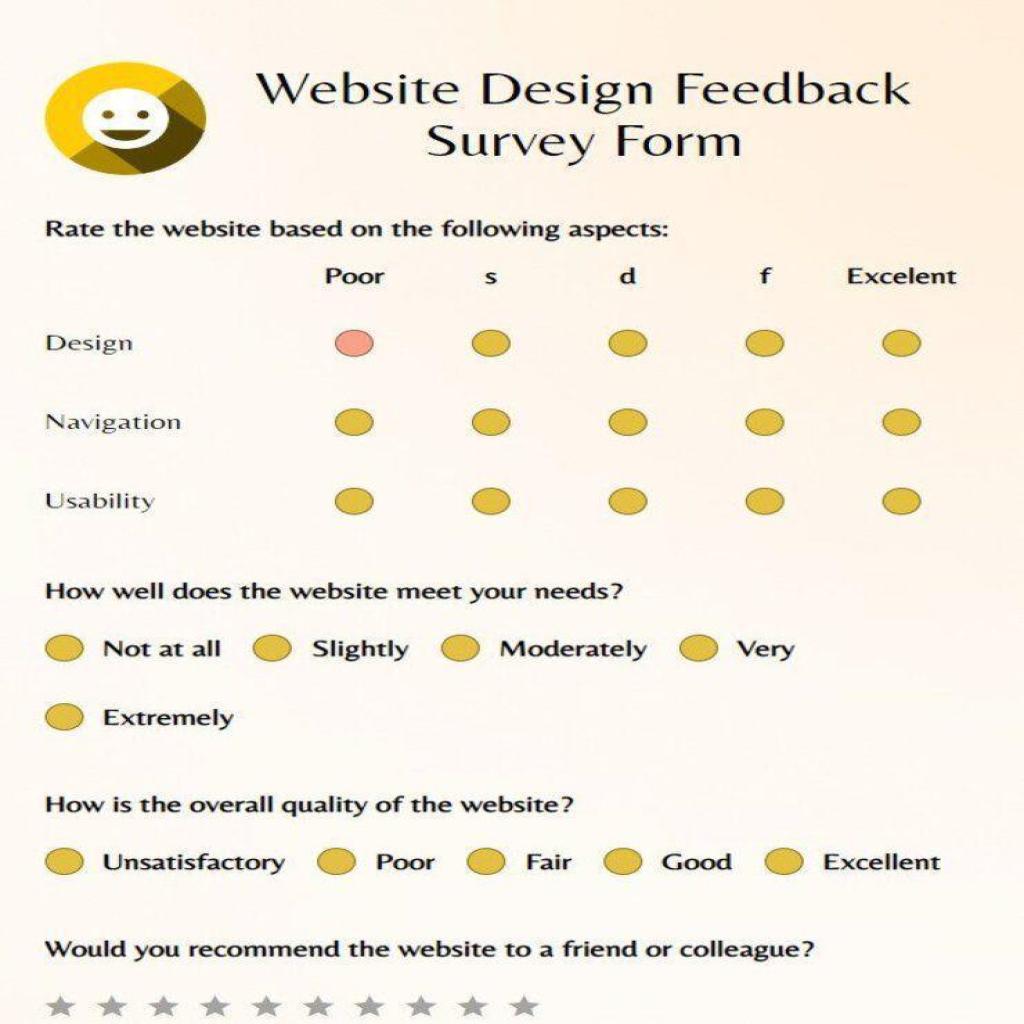 Website Design Feedback
Survey Form
Rate the website based on the following aspects:
Poor s d f Excelent
Design
Navigation
Usability
How well does the website meet your needs?
Not at all Slightly Moderately Very
Extremely
How is the overall quality of the website?
Unsatisfactory Poor Fair Good Excellent
Would you recommend the website to a friend or colleague?